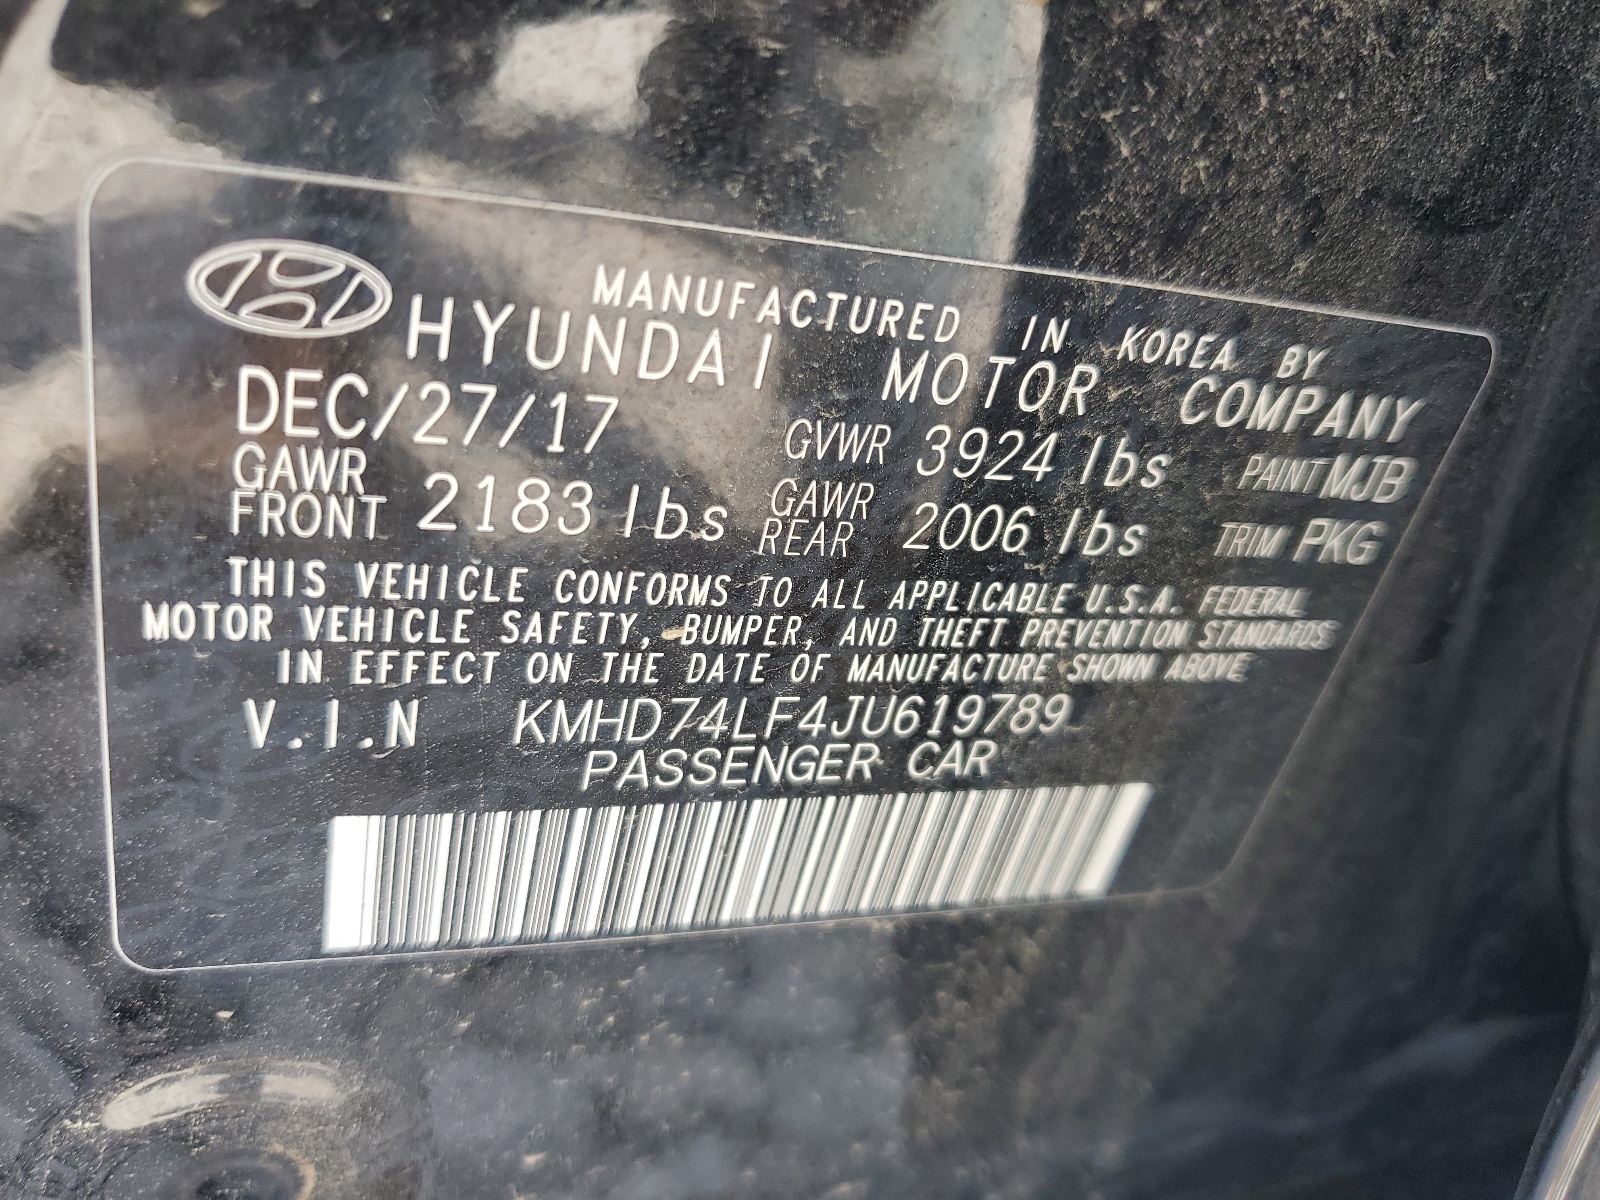 MANUFACTURED IN KOREA BY
HYUNDAI MOTOR COMPANY
DEC/27/17 GVWR 3924 lbs PAINT MJB
GAWR FRONT 2183 lbs GAWR REAR 2006 lbs TRIM PKG
THIS VEHICLE CONFORMS TO ALL APPLICABLE U.S.A. FEDERAL
MOTOR VEHICLE SAFETY, BUMPER, AND THEFT PREVENTION STANDARDS
IN EFFECT ON THE DATE OF MANUFACTURE SHOWN ABOVE
V.I.N KMHD74LF4JU619789
PASSENGER CAR